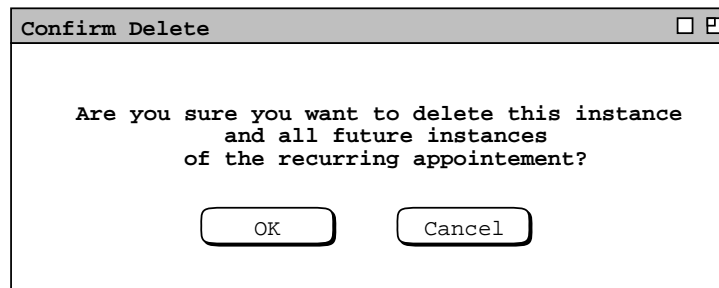 Confirm Delete
Are you sure you want to delete this instance
and all future instances
of the recurring appointement?
OK Cancel